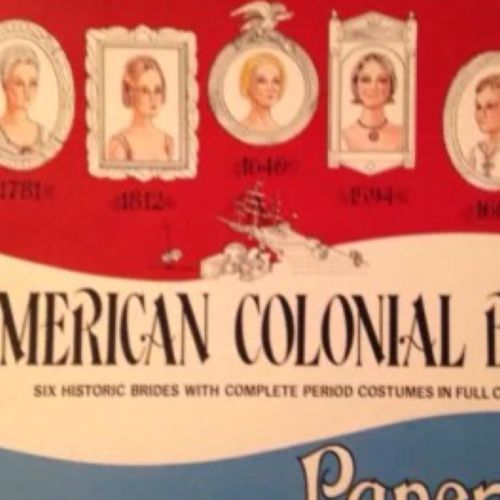 1781
1812
1640
1594
MERICAN COLONIAL
SIX HISTORIC BRIDES WITH COMPLETE PERIOD COSTUMES IN FULL
Paper